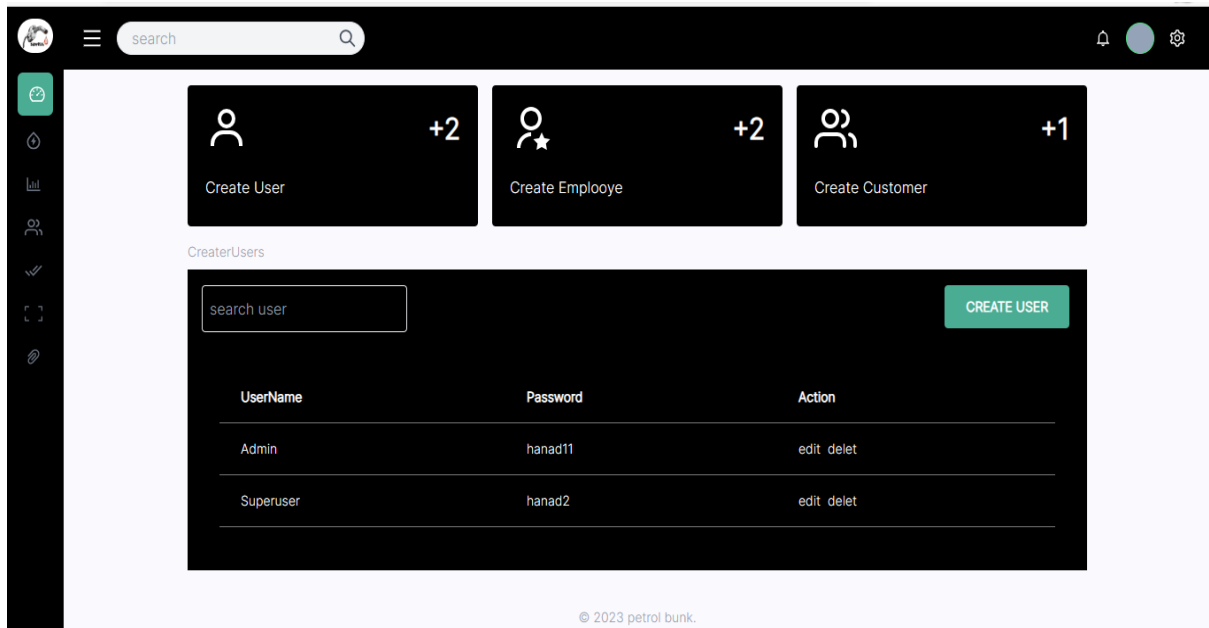 search
+2
+2
+1
Create User
Create Emplooye
Create Customer
CreaterUsers
search user
CREATE USER
UserName Password Action
Admin hanad11 edit delet
Superuser hanad2 edit delet
© 2023 petrol bunk.